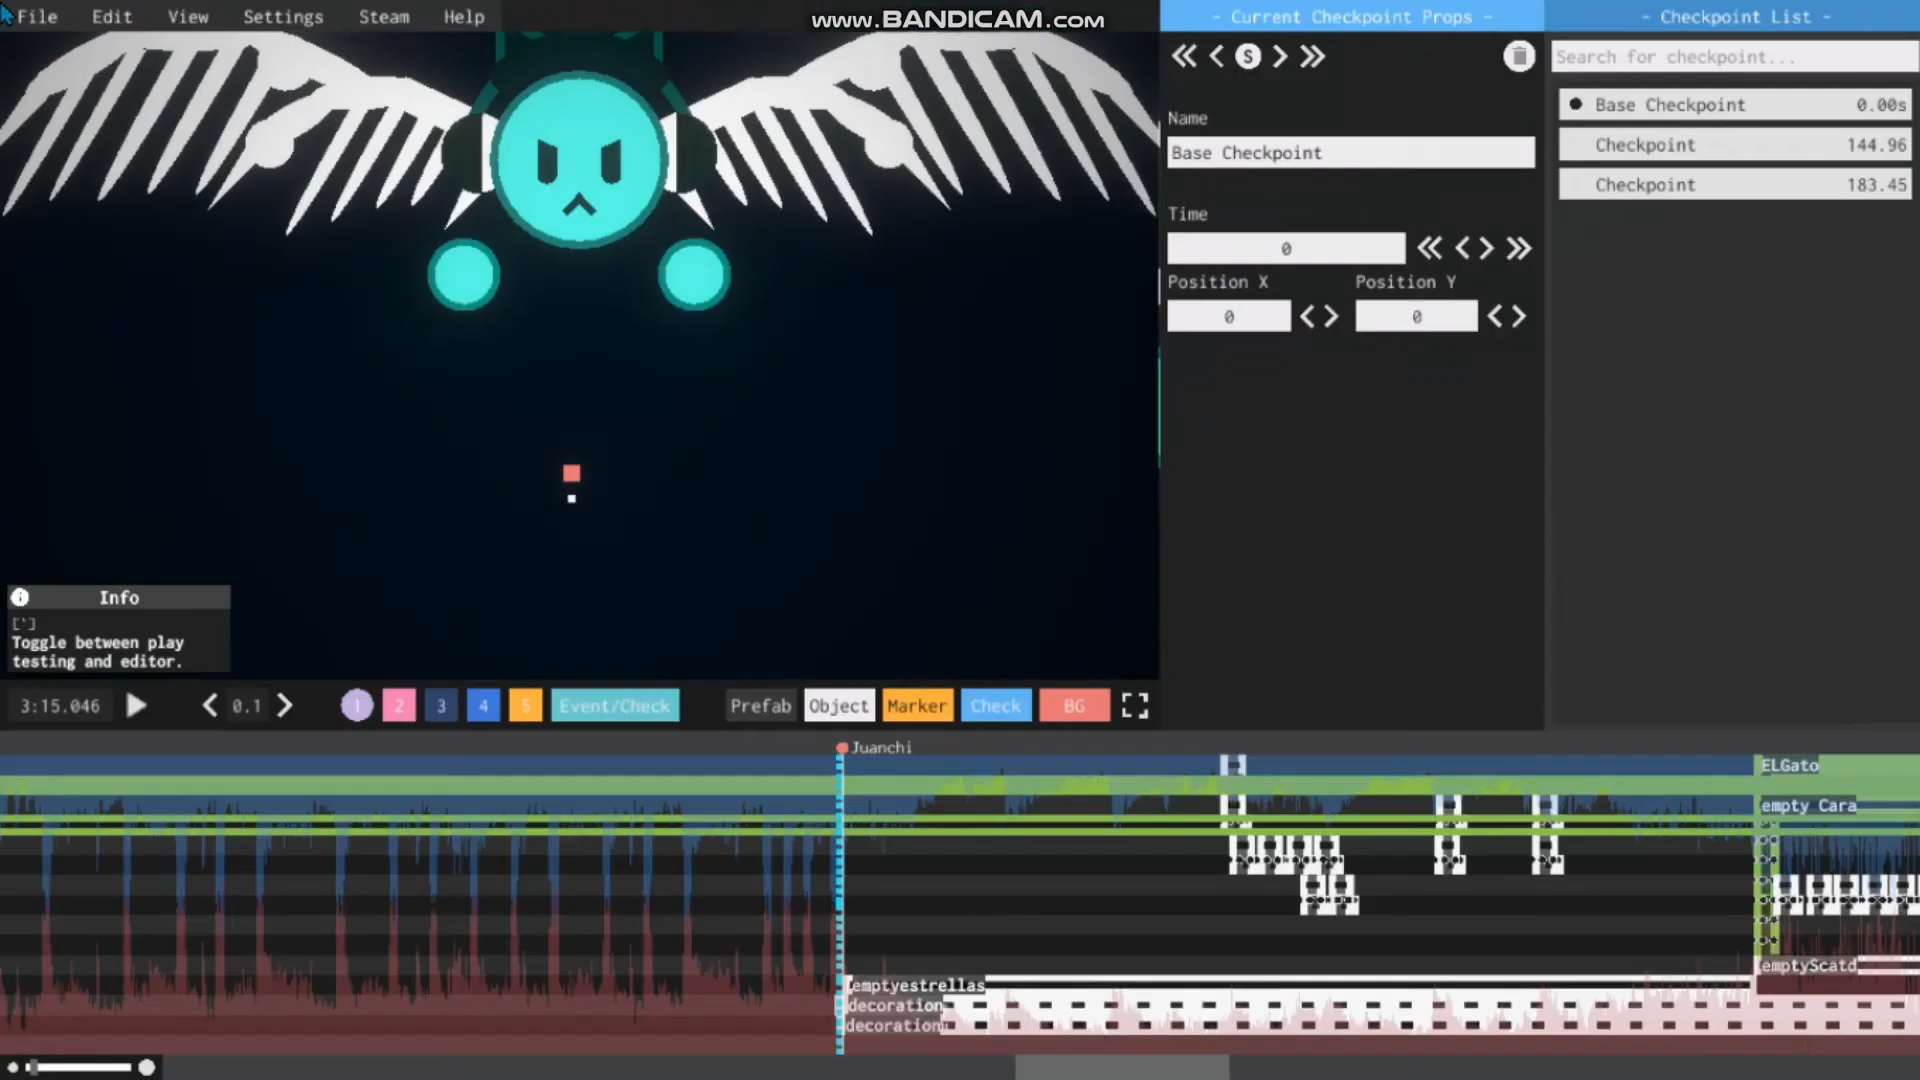 File Edit View Settings Steam Help
www.BANDICAM.com
- Current Checkpoint Props -
- Checkpoint List -
S
Search for checkpoint...
Base Checkpoint 0.00s
Checkpoint 144.96
Checkpoint 183.45
Name
Base Checkpoint
Time
0
Position X Position Y
0 0
Info
[`]
Toggle between play
testing and editor.
3:15.046 0.1 1 2 3 4 5 Event/Check Prefab Object Marker Check BG
Juanchi
ELGato
empty Cara
emptyScatd
emptyestrellas
decoration
decoration